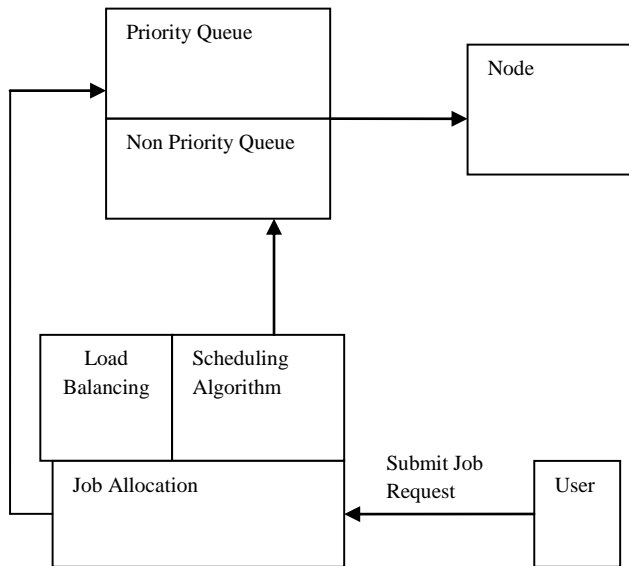 Priority Queue
Node
Non Priority Queue
Load
Balancing
Scheduling
Algorithm
Job Allocation
Submit Job
Request
User